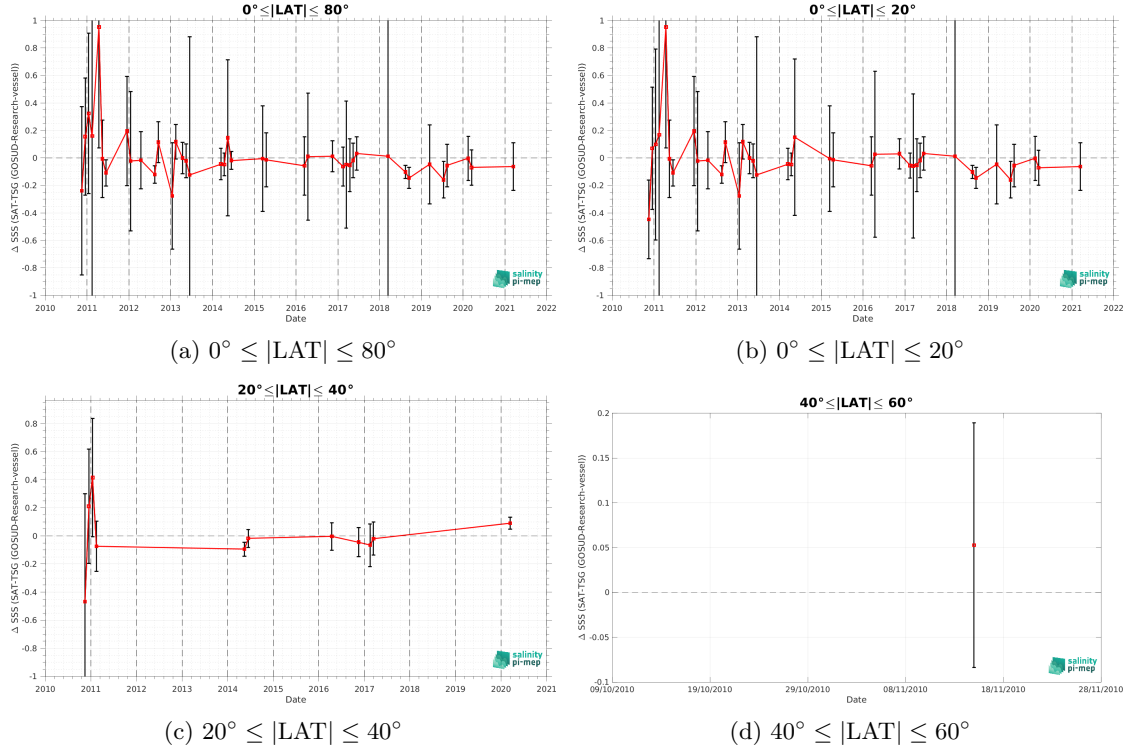 0°≤|LAT|≤ 80°
Δ SSS (SAT-TSG (GOSUD-Research-vessel))
1
0.8
0.6
0.4
0.2
0
-0.2
-0.4
-0.6
-0.8
-1
2010 2011 2012 2013 2014 2015 2016 2017 2018 2019 2020 2021 2022
Date
salinity
pi-mep
(a) 0° ≤ |LAT| ≤ 80°
0°≤|LAT|≤ 20°
Δ SSS (SAT-TSG (GOSUD-Research-vessel))
1
0.8
0.6
0.4
0.2
0
-0.2
-0.4
-0.6
-0.8
-1
2010 2011 2012 2013 2014 2015 2016 2017 2018 2019 2020 2021 2022
Date
salinity
pi-mep
(b) 0° ≤ |LAT| ≤ 20°
20°≤|LAT|≤ 40°
Δ SSS (SAT-TSG (GOSUD-Research-vessel))
0.8
0.6
0.4
0.2
0
-0.2
-0.4
-0.6
-0.8
-1
2010 2011 2012 2013 2014 2015 2016 2017 2018 2019 2020 2021
Date
salinity
pi-mep
(c) 20° ≤ |LAT| ≤ 40°
40°≤|LAT|≤ 60°
Δ SSS (SAT-TSG (GOSUD-Research-vessel))
0.2
0.15
0.1
0.05
0
-0.05
-0.1
09/10/2010 19/10/2010 29/10/2010 08/11/2010 18/11/2010 28/11/2010
Date
salinity
pi-mep
(d) 40° ≤ |LAT| ≤ 60°